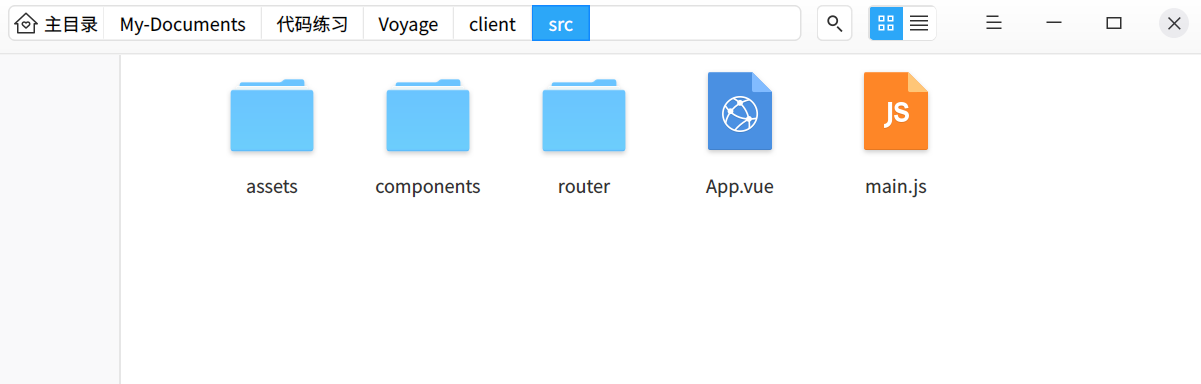 主目录 My-Documents 代码练习 Voyage client src
JS
assets components router App.vue main.js